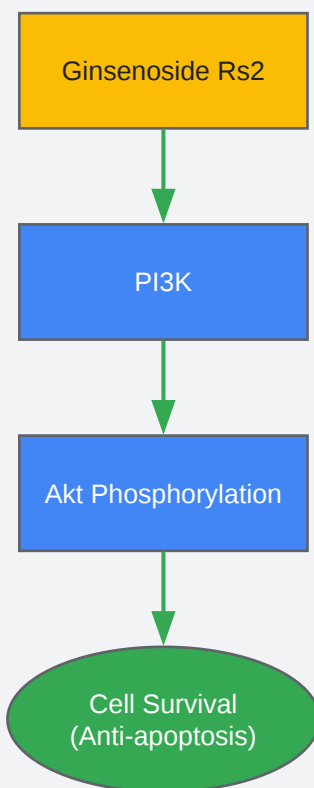 Ginsenoside Rs2
PI3K
Akt Phosphorylation
Cell Survival
(Anti-apoptosis)